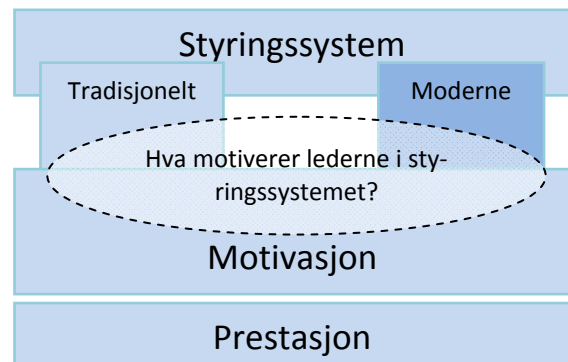 Styringssystem
Tradisjonelt
Moderne
Hva motiverer lederne i sty-
ringssystemet?
Motivasjon
Prestasjon